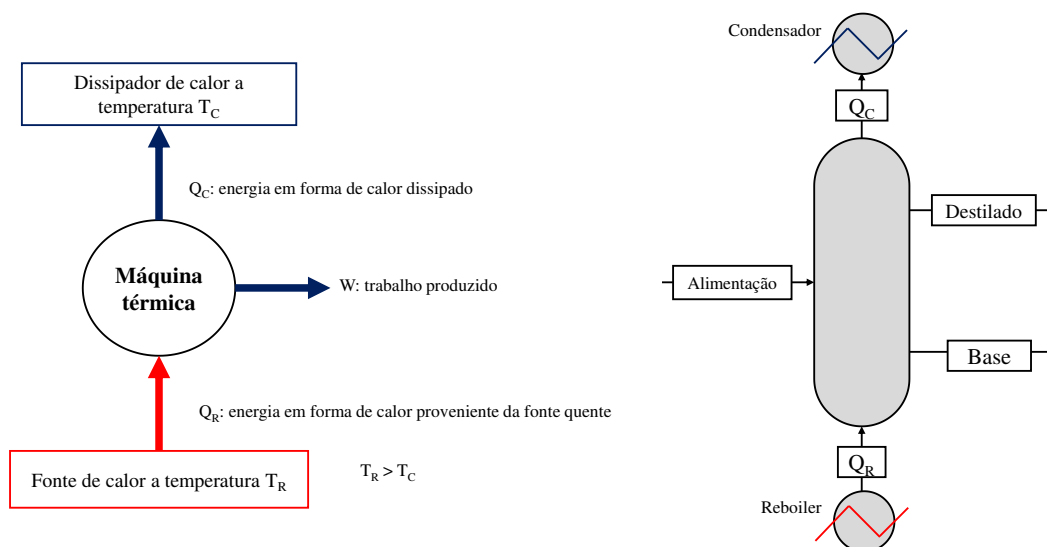 Dissipador de calor a
temperatura T_C
Q_C: energia em forma de calor dissipado
Máquina
térmica
W: trabalho produzido
Q_R: energia em forma de calor proveniente da fonte quente
Fonte de calor a temperatura T_R
T_R > T_C
Condensador
Q_C
Destilado
Alimentação
Base
Q_R
Reboiler